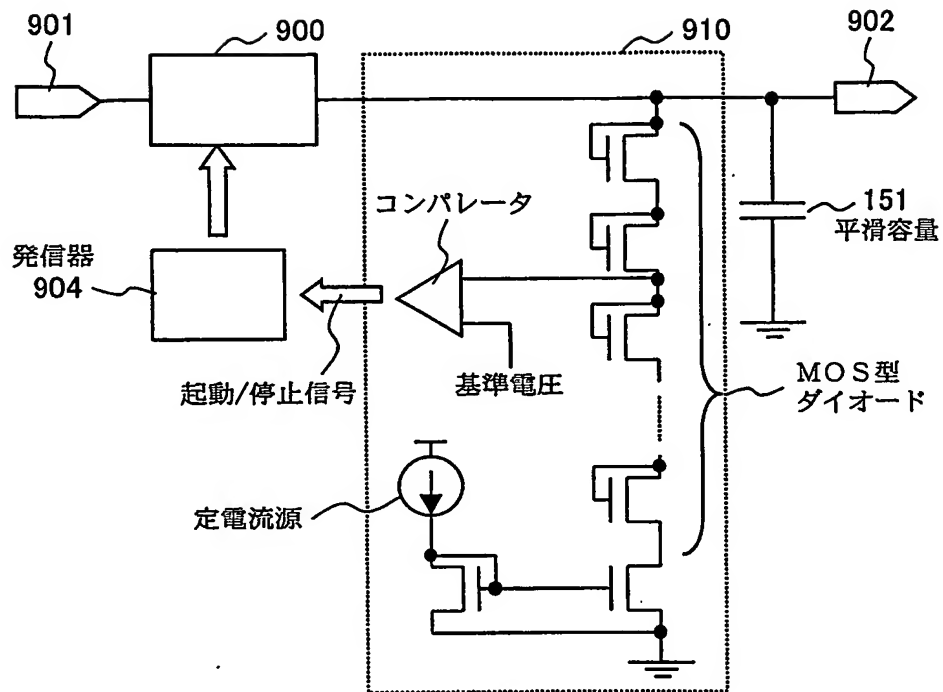 901
900
910
902
コンパレータ
151
平滑容量
発信器
904
基準電圧
起動/停止信号
MOS型
ダイオード
定電流源